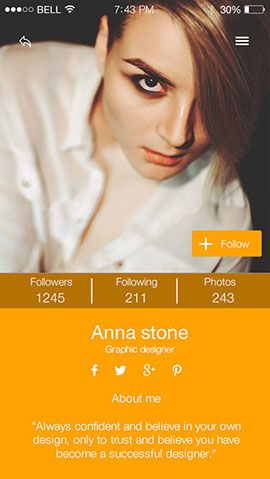 BELL 7:43 PM 30%
+ Follow
Followers Following Photos
1245 211 243
Anna stone
Graphic designer
f g+
About me
"Always confident and believe in your own
design, only to trust and believe you have
become a successful designer."